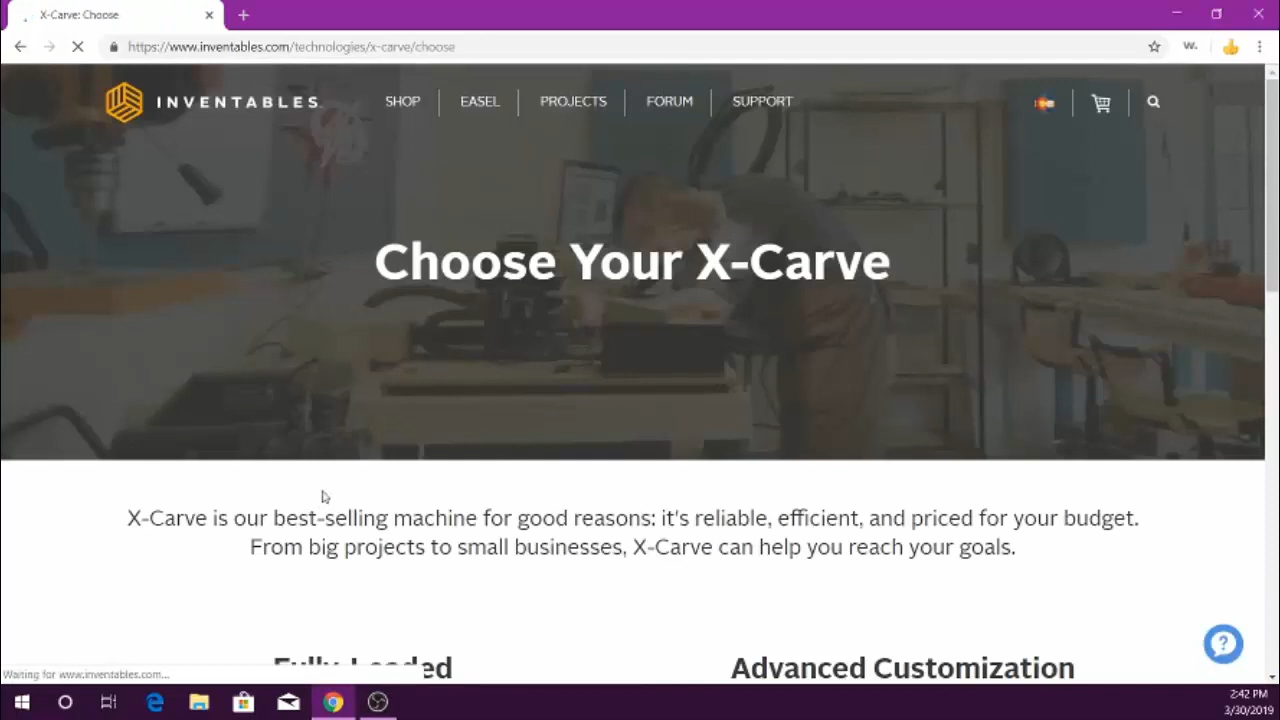 X-Carve: Choose
https://www.inventables.com/technologies/x-carve/choose
W.
INVENTABLES
SHOP
EASEL
PROJECTS
FORUM
SUPPORT
Choose Your X-Carve
X-Carve is our best-selling machine for good reasons: it's reliable, efficient, and priced for your budget.
From big projects to small businesses, X-Carve can help you reach your goals.
Fully Loaded
Advanced Customization
Waiting for www.inventables.com...
2:42 PM
3/30/2019